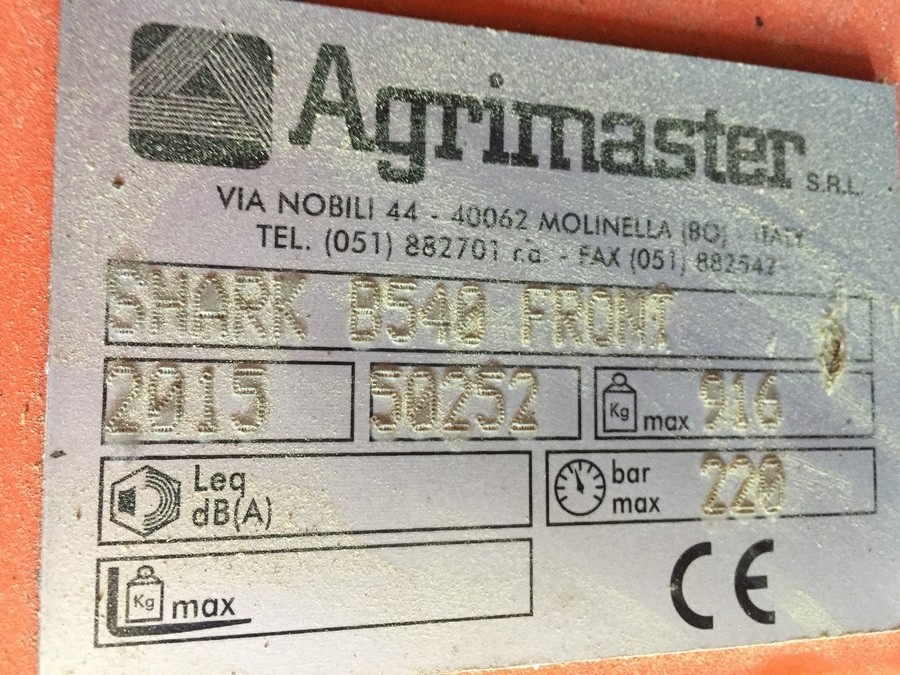 Agrimaster S.R.L.
VIA NOBILI 44 - 40062 MOLINELLA (BO) - ITALY
TEL. (051) 882701 r.a. - FAX (051) 882542
SHARK B540 FRONT
2015 50252 Kg max 916
Leq dB(A) bar max 220
Kg max
CE